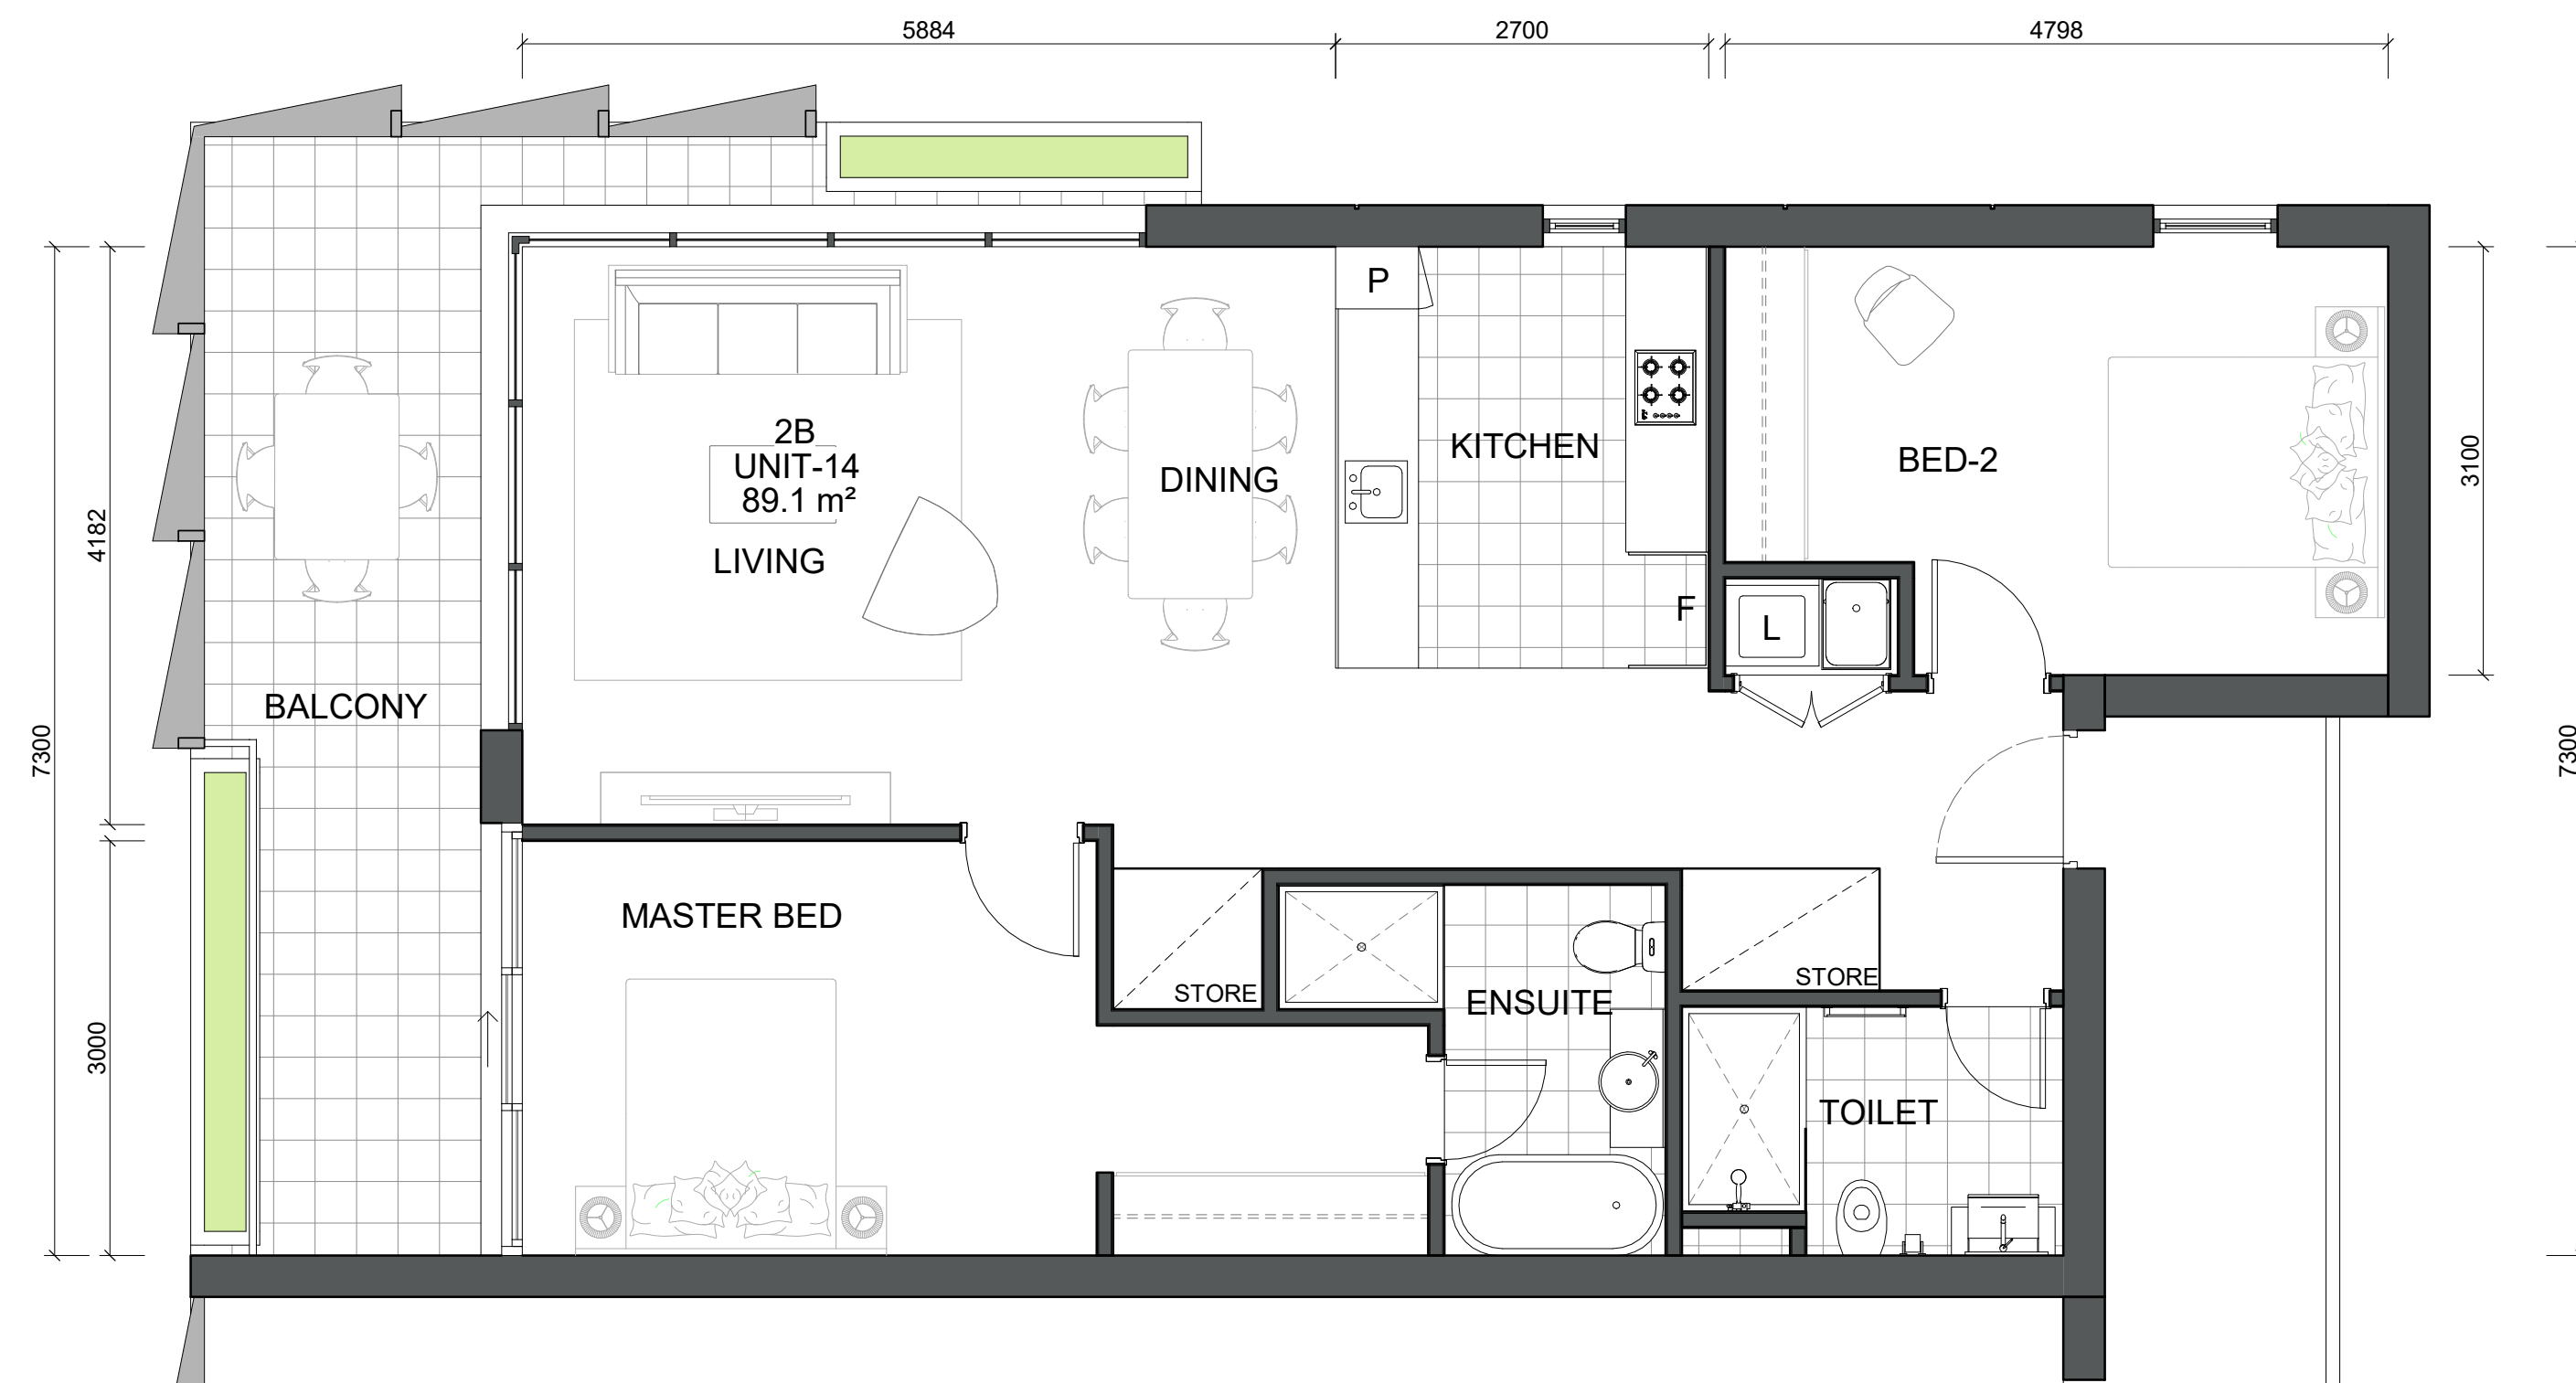 5884
2700
4798
P
2B
UNIT-14
89.1 m²
LIVING
DINING
KITCHEN
BED-2
3100
4182
F
L
BALCONY
7300
7300
MASTER BED
STORE
STORE
ENSUITE
3000
TOILET